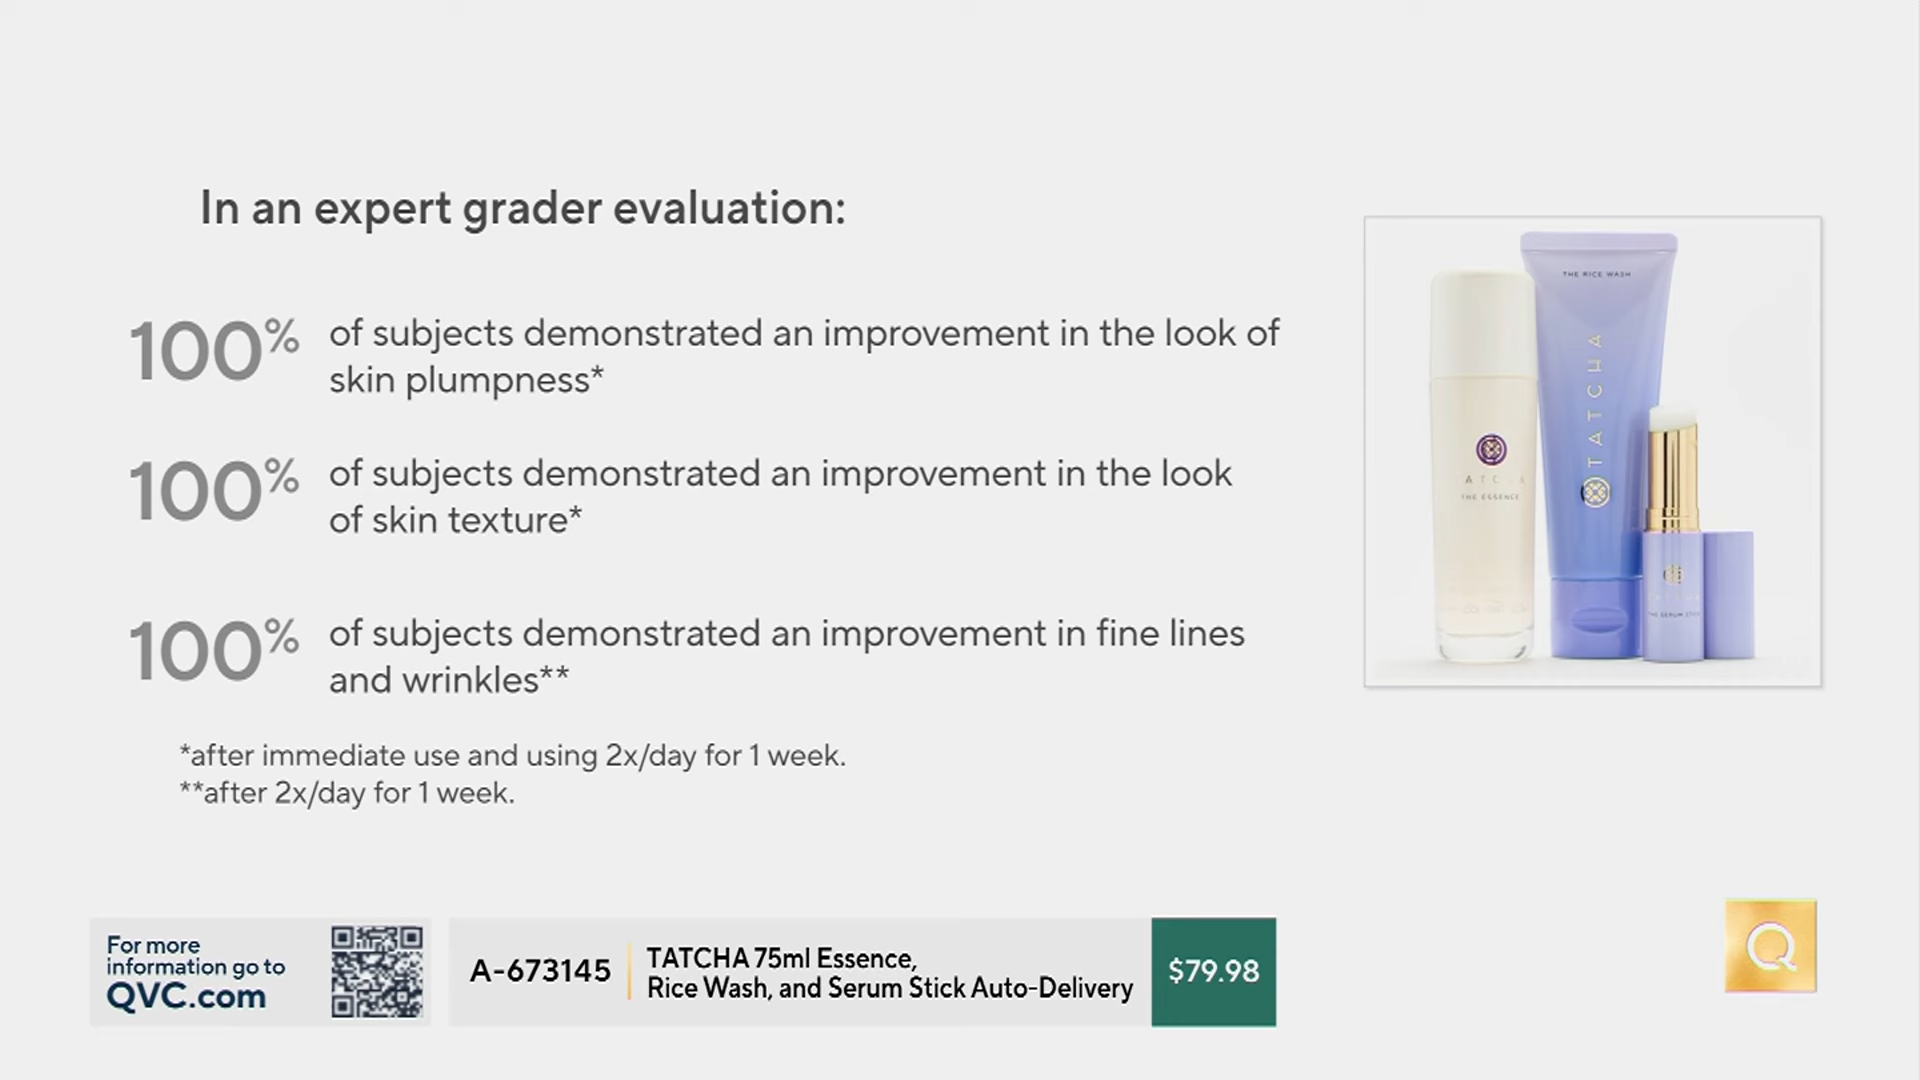 In an expert grader evaluation:
100% of subjects demonstrated an improvement in the look of
skin plumpness*
100% of subjects demonstrated an improvement in the look
of skin texture*
100% of subjects demonstrated an improvement in fine lines
and wrinkles**
*after immediate use and using 2x/day for 1 week.
**after 2x/day for 1 week.
THE RICE WASH
TATCHA
THE ESSENCE
For more
information go to
QVC.com
A-673145
TATCHA 75ml Essence,
Rice Wash, and Serum Stick Auto-Delivery
$79.98
Q